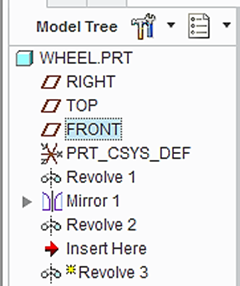 Model Tree
WHEEL.PRT
RIGHT
TOP
FRONT
PRT_CSYS_DEF
Revolve 1
Mirror 1
Revolve 2
Insert Here
Revolve 3